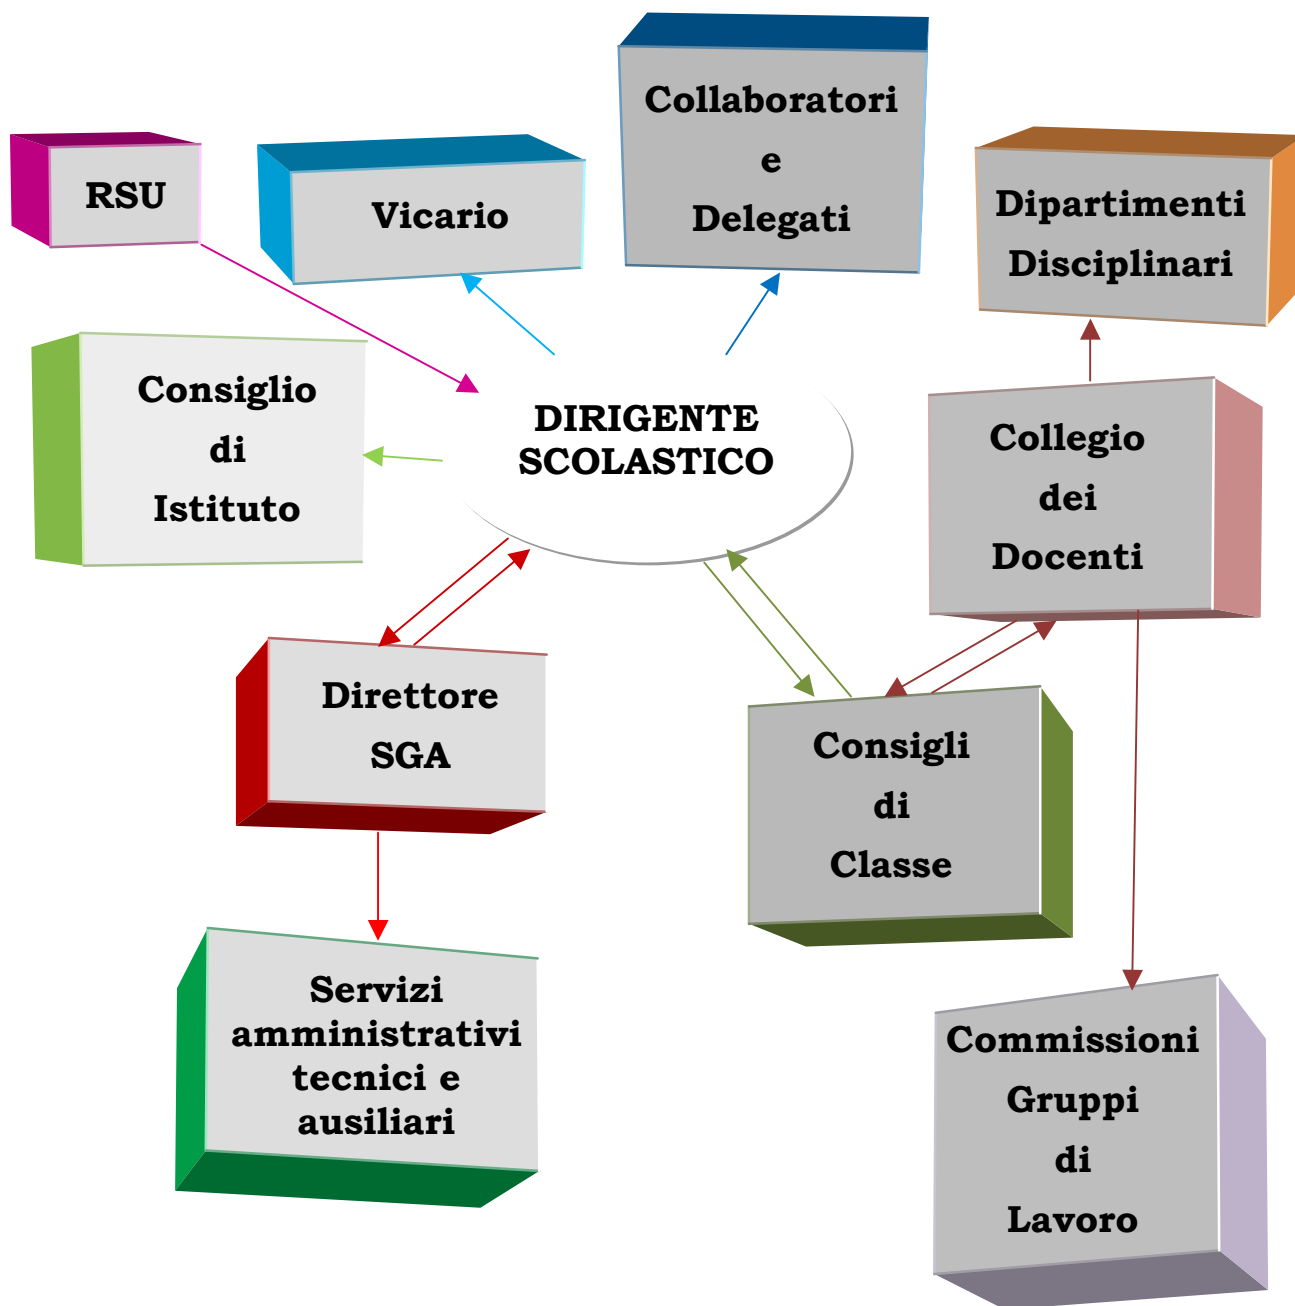 RSU
Vicario
Collaboratori
e
Delegati
Dipartimenti
Disciplinari
Consiglio
di
Istituto
DIRIGENTE
SCOLASTICO
Collegio
dei
Docenti
Direttore
SGA
Consigli
di
Classe
Servizi
amministrativi
tecnici e
ausiliari
Commissioni
Gruppi
di
Lavoro